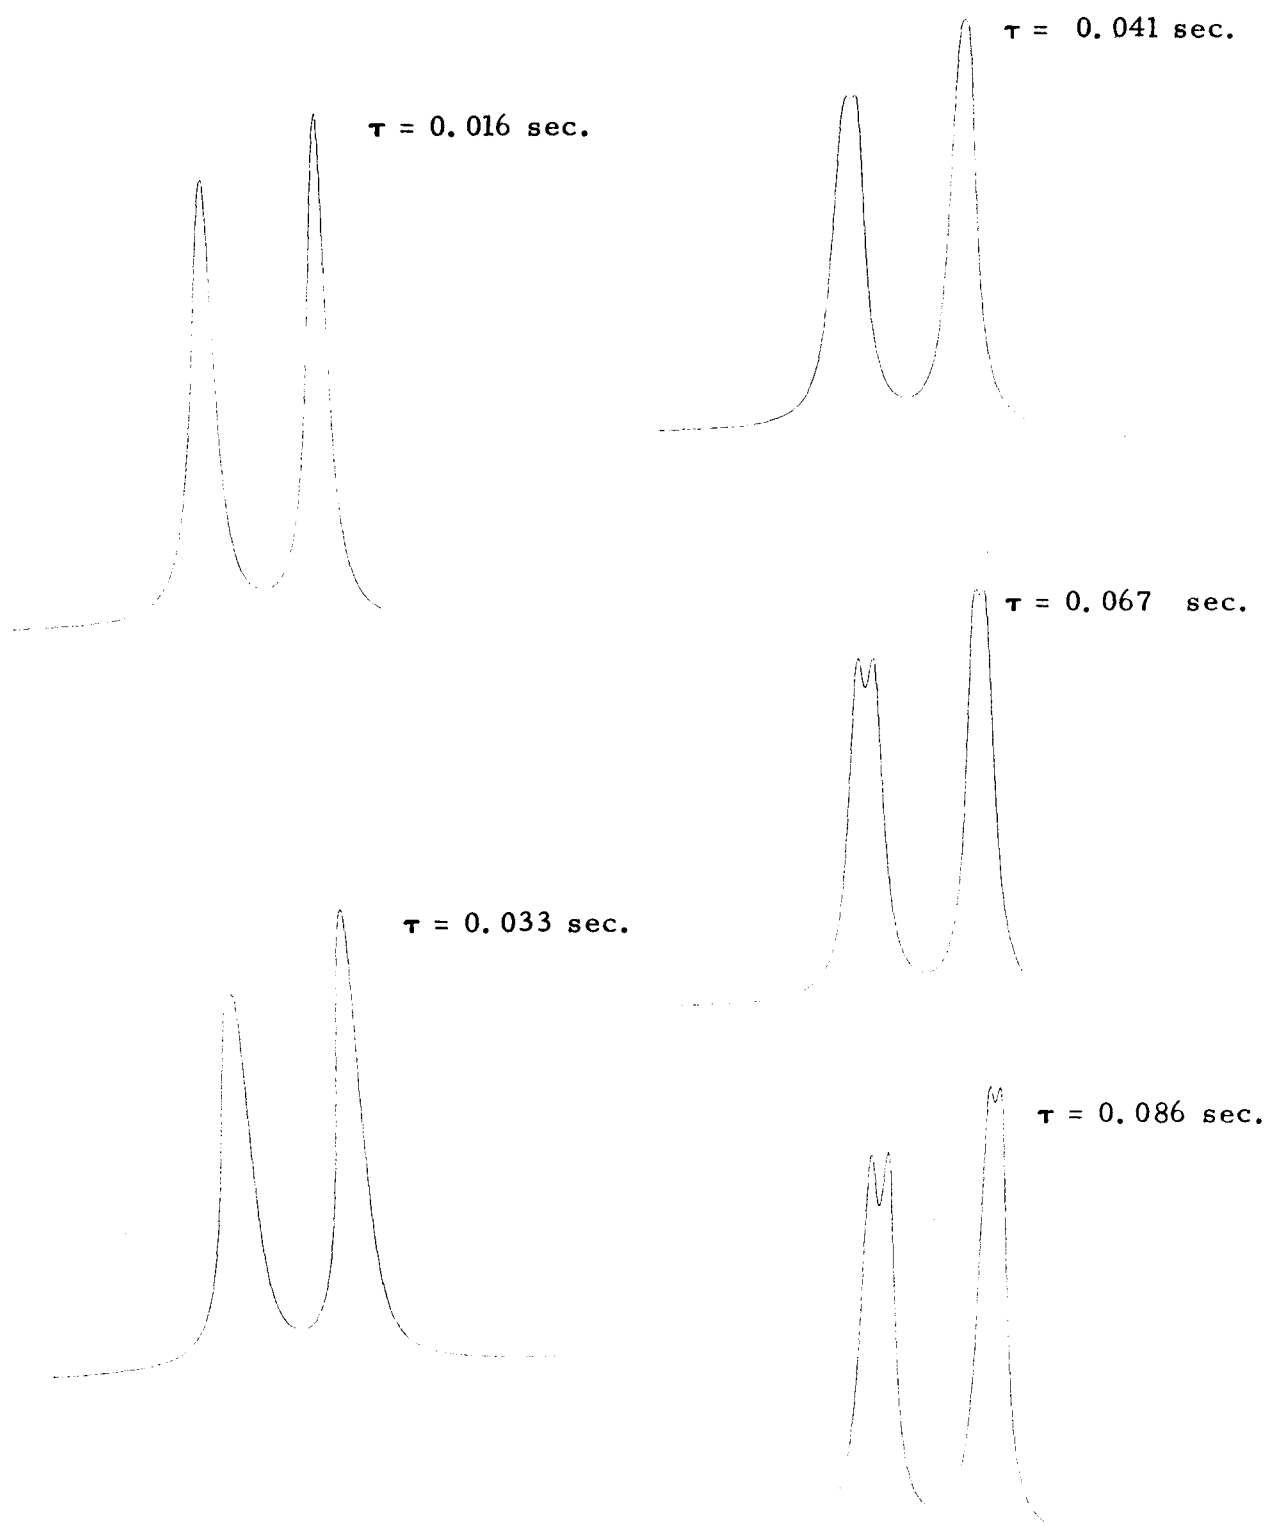 τ = 0.041 sec.
τ = 0.016 sec.
τ = 0.067 sec.
τ = 0.033 sec.
τ = 0.086 sec.